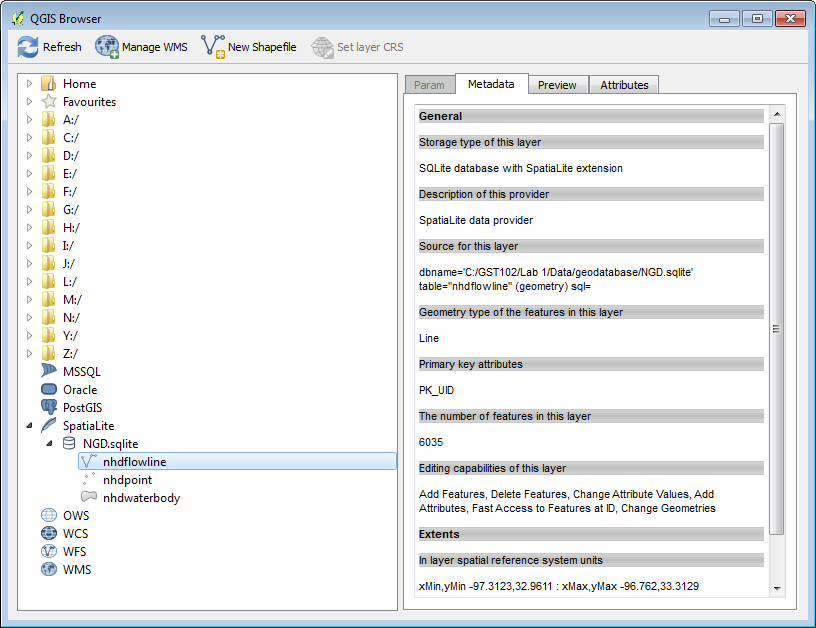 QGIS Browser
Refresh Manage WMS New Shapefile Set layer CRS
Home
Favourites
A:/
C:/
D:/
E:/
F:/
G:/
H:/
I:/
J:/
L:/
M:/
N:/
Y:/
Z:/
MSSQL
Oracle
PostGIS
SpatiaLite
NGD.sqlite
nhdflowline
nhdpoint
nhdwaterbody
OWS
WCS
WFS
WMS
Param Metadata Preview Attributes
General
Storage type of this layer
SQLite database with SpatiaLite extension
Description of this provider
SpatiaLite data provider
Source for this layer
dbname='C:/GST102/Lab 1/Data/geodatabase/NGD.sqlite'
table="nhdflowline" (geometry) sql=
Geometry type of the features in this layer
Line
Primary key attributes
PK_UID
The number of features in this layer
6035
Editing capabilities of this layer
Add Features, Delete Features, Change Attribute Values, Add
Attributes, Fast Access to Features at ID, Change Geometries
Extents
In layer spatial reference system units
xMin,yMin -97.3123,32.9611 : xMax,yMax -96.762,33.3129